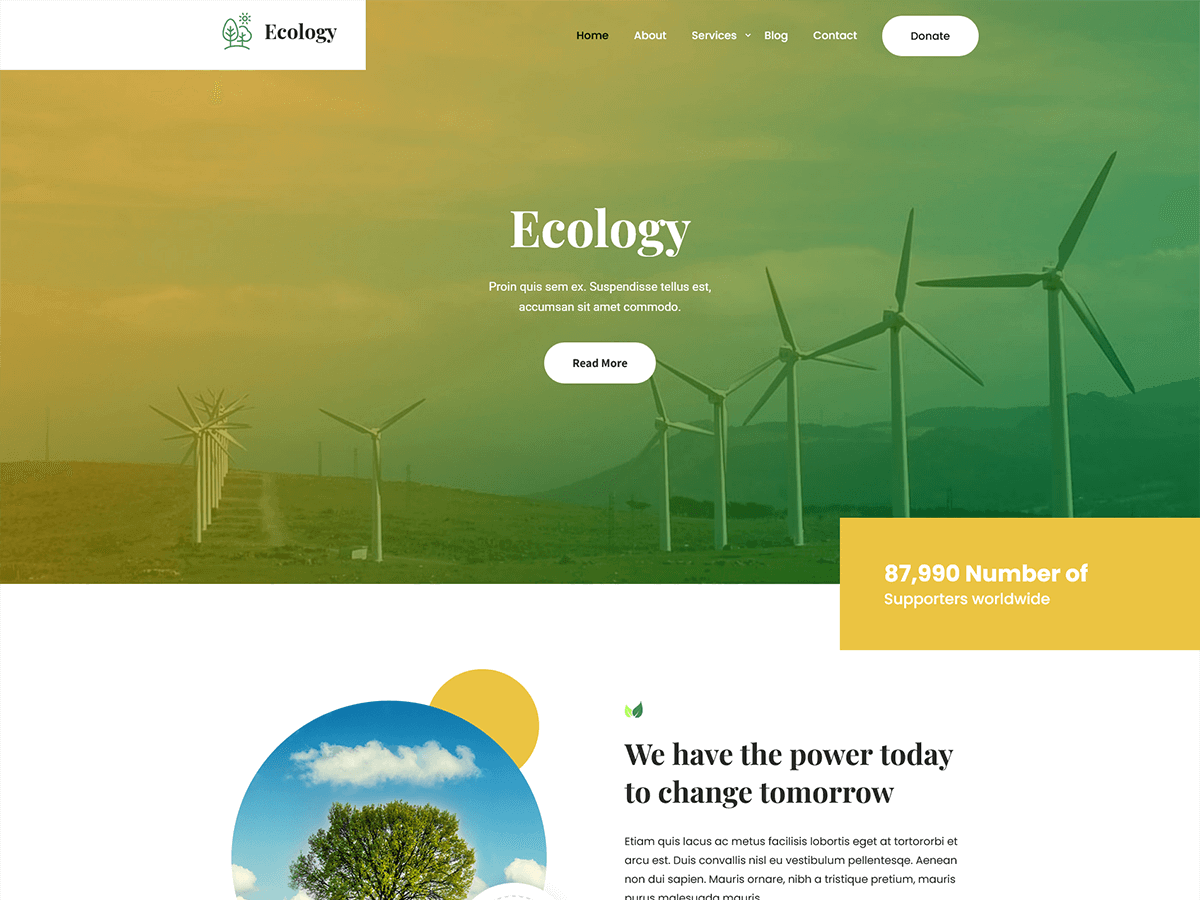 Ecology
Home About Services Blog Contact Donate
Ecology
Proin quis sem ex. Suspendisse tellus est,
accumsan sit amet commodo.
Read More
87,990 Number of
Supporters worldwide
We have the power today
to change tomorrow
Etiam quis lacus ac metus facilisis lobortis eget at tortororbi et
arcu est. Duis convallis nisl eu vestibulum pellentesqe. Aenean
non dui sapien. Mauris ornare, nibh a tristique pretium, mauris
purus malesuada mauris